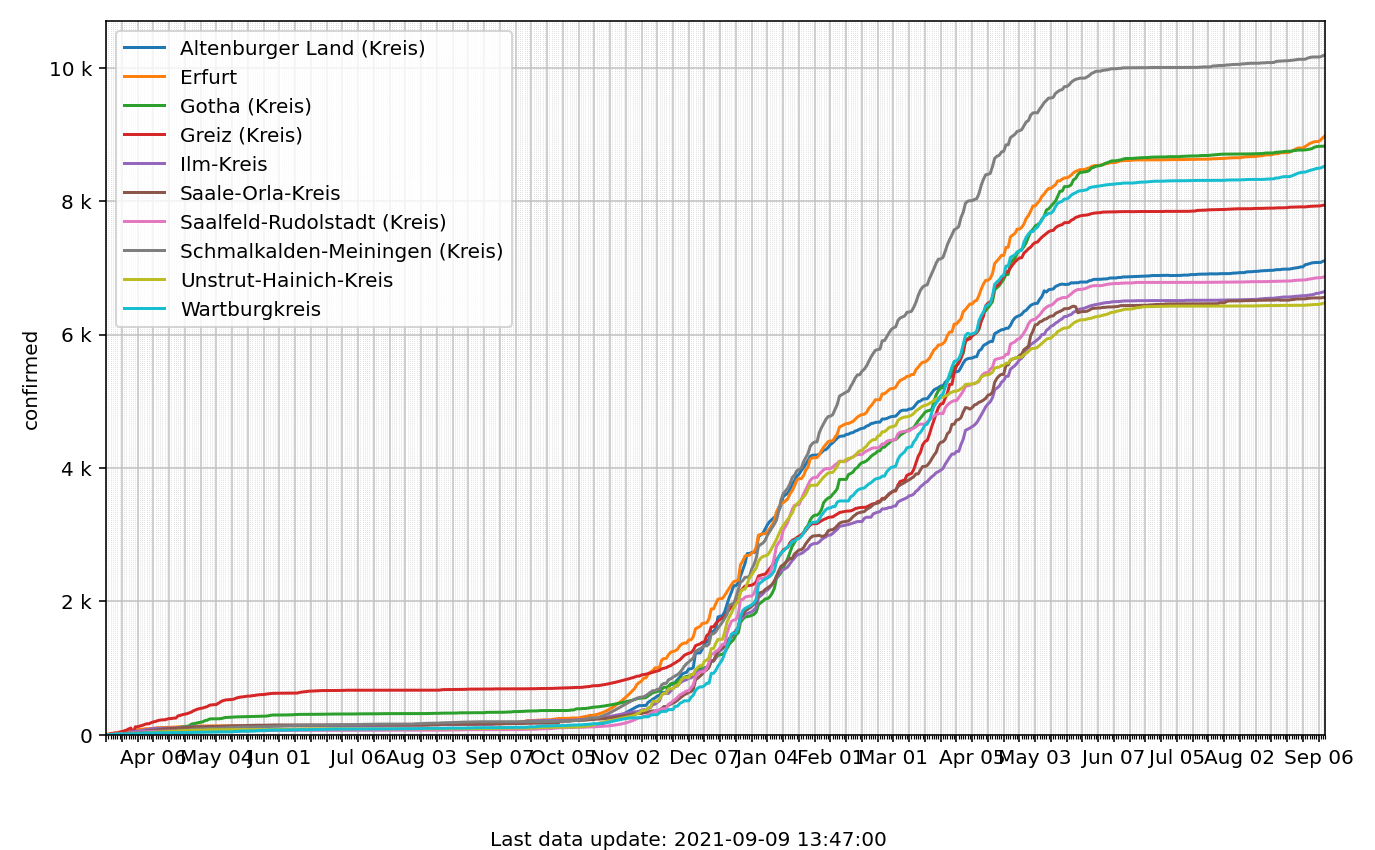 10 k
8 k
6 k
4 k
2 k
0
confirmed
Altenburger Land (Kreis)
Erfurt
Gotha (Kreis)
Greiz (Kreis)
Ilm-Kreis
Saale-Orla-Kreis
Saalfeld-Rudolstadt (Kreis)
Schmalkalden-Meiningen (Kreis)
Unstrut-Hainich-Kreis
Wartburgkreis
Apr 06 May 04 Jun 01 Jul 06 Aug 03 Sep 07 Oct 05 Nov 02 Dec 07 Jan 04 Feb 01 Mar 01 Apr 05 May 03 Jun 07 Jul 05 Aug 02 Sep 06
Last data update: 2021-09-09 13:47:00